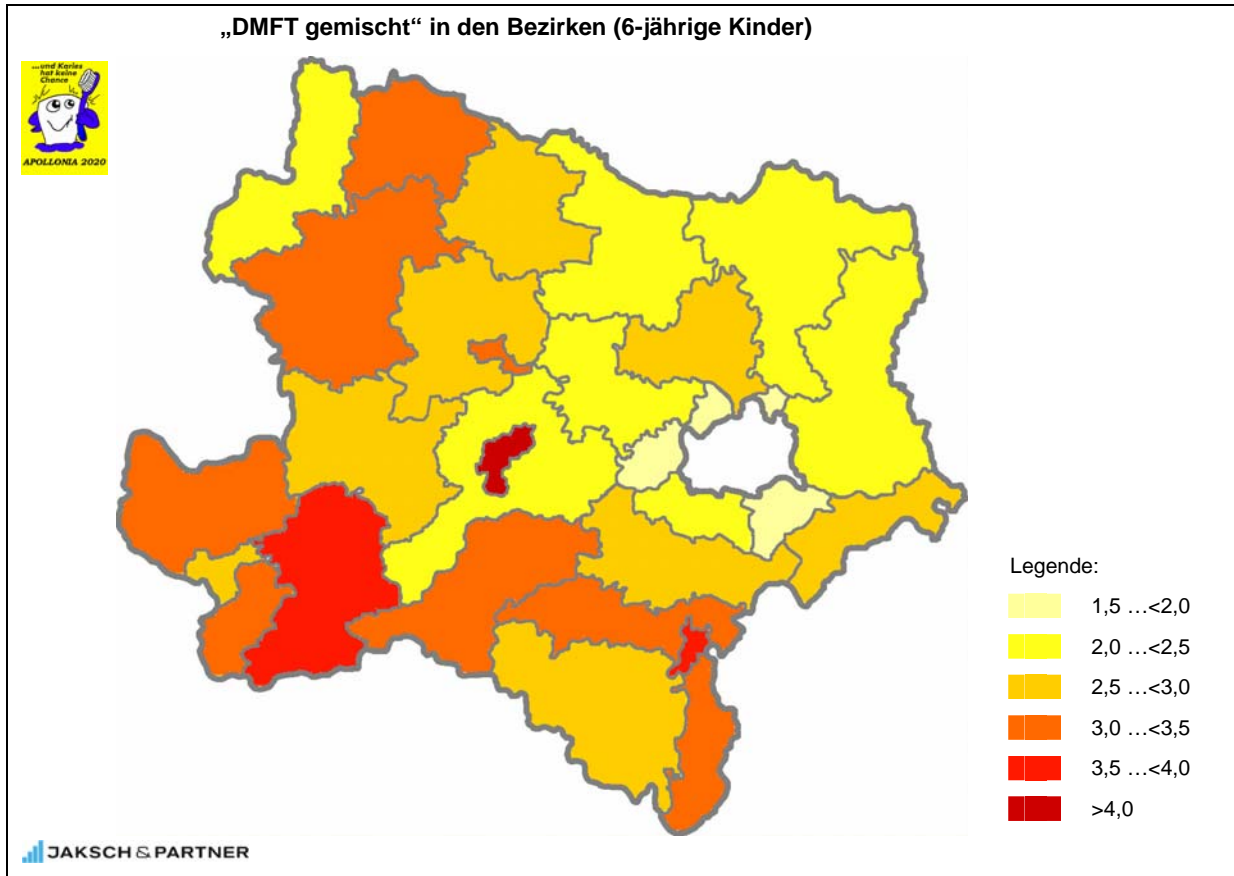 „DMFT gemischt“ in den Bezirken (6-jährige Kinder)
...und Karies
hat keine
Chance
APOLLONIA 2020
Legende:
1,5 …<2,0
2,0 …<2,5
2,5 …<3,0
3,0 …<3,5
3,5 …<4,0
>4,0
JAKSCH & PARTNER